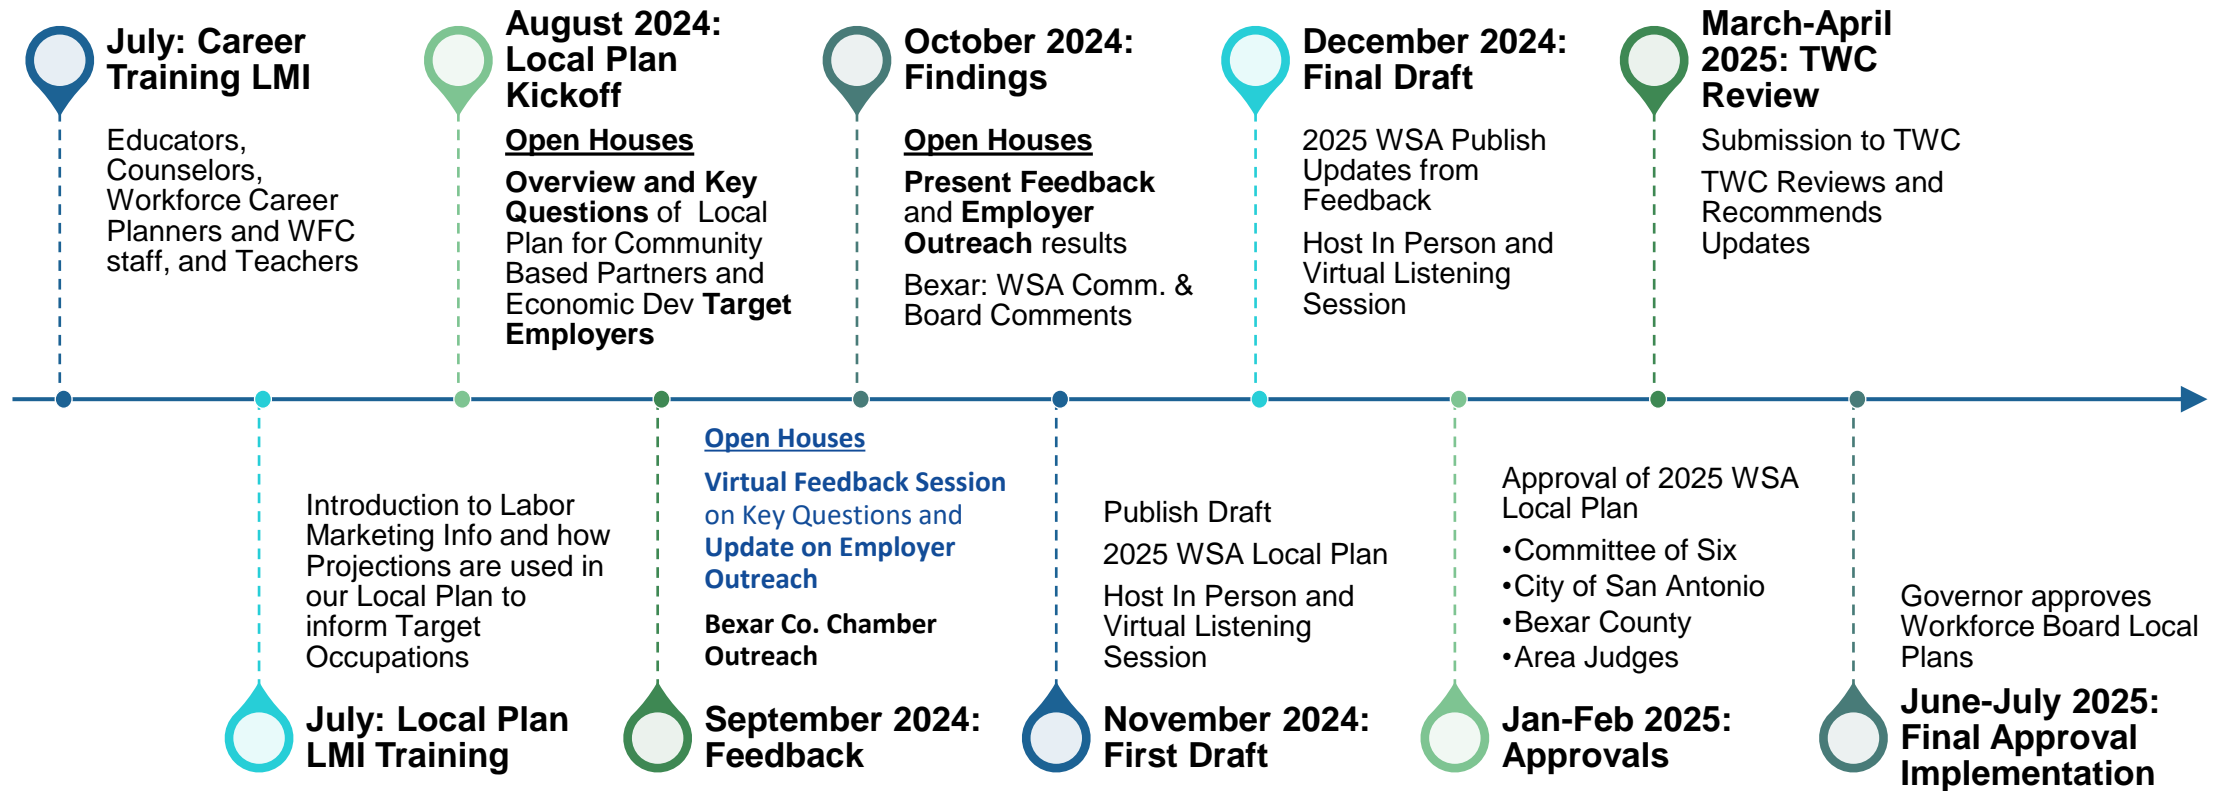 July: Career
Training LMI
Educators,
Counselors,
Workforce Career
Planners and WFC
staff, and Teachers
August 2024:
Local Plan
Kickoff
Open Houses
Overview and Key
Questions of  Local
Plan for Community
Based Partners and
Economic Dev Target
Employers
October 2024:
Findings
Open Houses
Present Feedback
and Employer
Outreach results
Bexar: WSA Comm. &
Board Comments
December 2024:
Final Draft
2025 WSA Publish
Updates from
Feedback
Host In Person and
Virtual Listening
Session
March-April
2025: TWC
Review
Submission to TWC
TWC Reviews and
Recommends
Updates
Introduction to Labor
Marketing Info and how
Projections are used in
our Local Plan to
inform Target
Occupations
July: Local Plan
LMI Training
Open Houses
Virtual Feedback Session
on Key Questions and
Update on Employer
Outreach
Bexar Co. Chamber
Outreach
September 2024:
Feedback
Publish Draft
2025 WSA Local Plan
Host In Person and
Virtual Listening
Session
November 2024:
First Draft
Approval of 2025 WSA
Local Plan
•Committee of Six
•City of San Antonio
•Bexar County
•Area Judges
Jan-Feb 2025:
Approvals
Governor approves
Workforce Board Local
Plans
June-July 2025:
Final Approval
Implementation